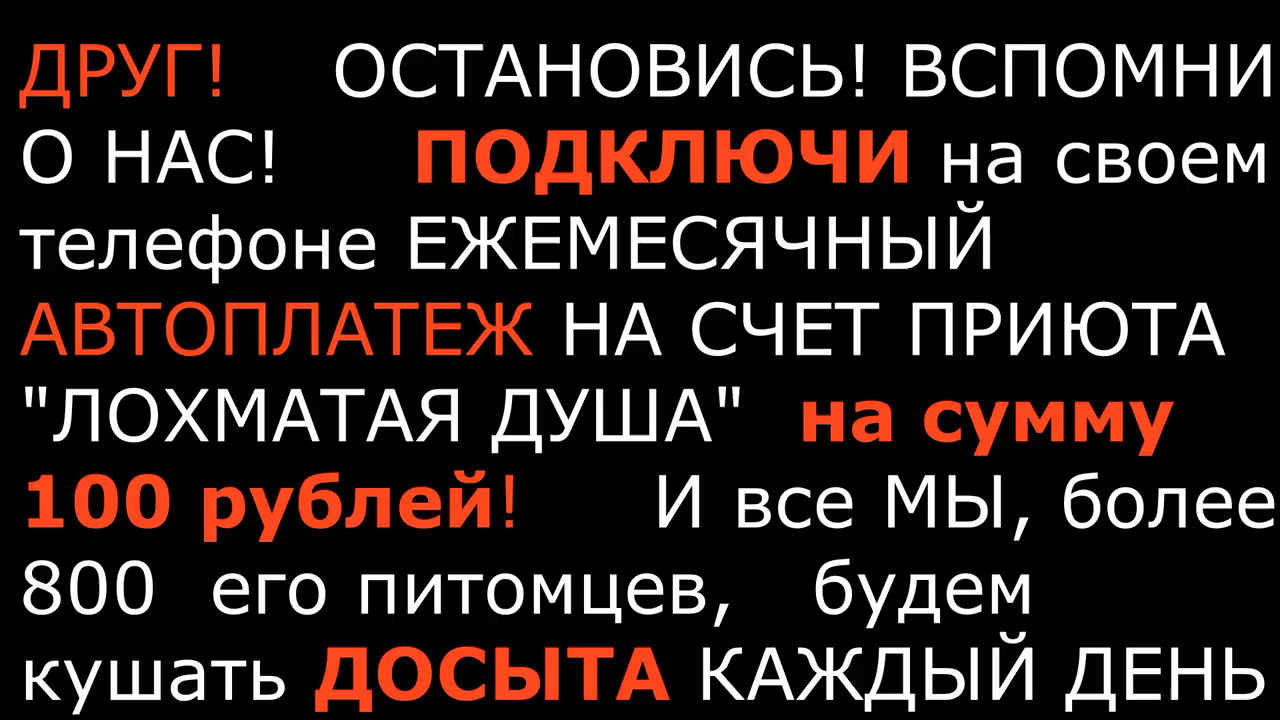 ДРУГ! ОСТАНОВИСЬ! ВСПОМНИ
О НАС! ПОДКЛЮЧИ на своем
телефоне ЕЖЕМЕСЯЧНЫЙ
АВТОПЛАТЕЖ НА СЧЕТ ПРИЮТА
"ЛОХМАТАЯ ДУША" на сумму
100 рублей! И все МЫ, более
800 его питомцев, будем
кушать ДОСЫТА КАЖДЫЙ ДЕНЬ